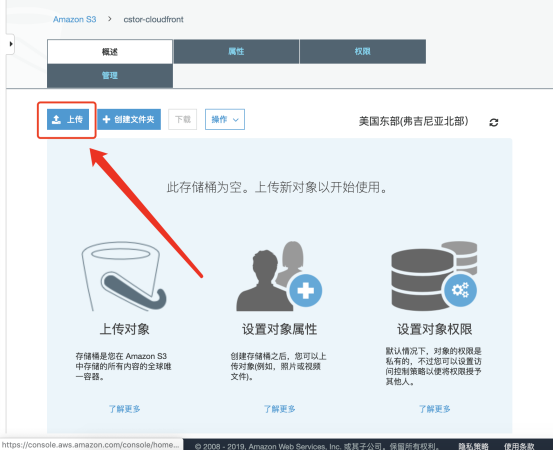 Amazon S3 > cstor-cloudfront
概述 属性 权限
管理
上传 + 创建文件夹 下载 操作 美国东部(弗吉尼亚北部)
此存储桶为空。上传新对象以开始使用。
上传对象 设置对象属性 设置对象权限
存储桶是您在 Amazon S3
中存储的所有内容的全球唯
一容器。
创建存储桶之后，您可以上
传对象(例如，照片或视频
文件)。
默认情况下，对象的权限是
私有的，不过您可以设置访
问控制策略以便将权限授予
其他人。
了解更多 了解更多 了解更多
https://console.aws.amazon.com/console/home... © 2008 - 2019, Amazon Web Services, Inc. 或其子公司。保留所有权利。 隐私策略 使用条款